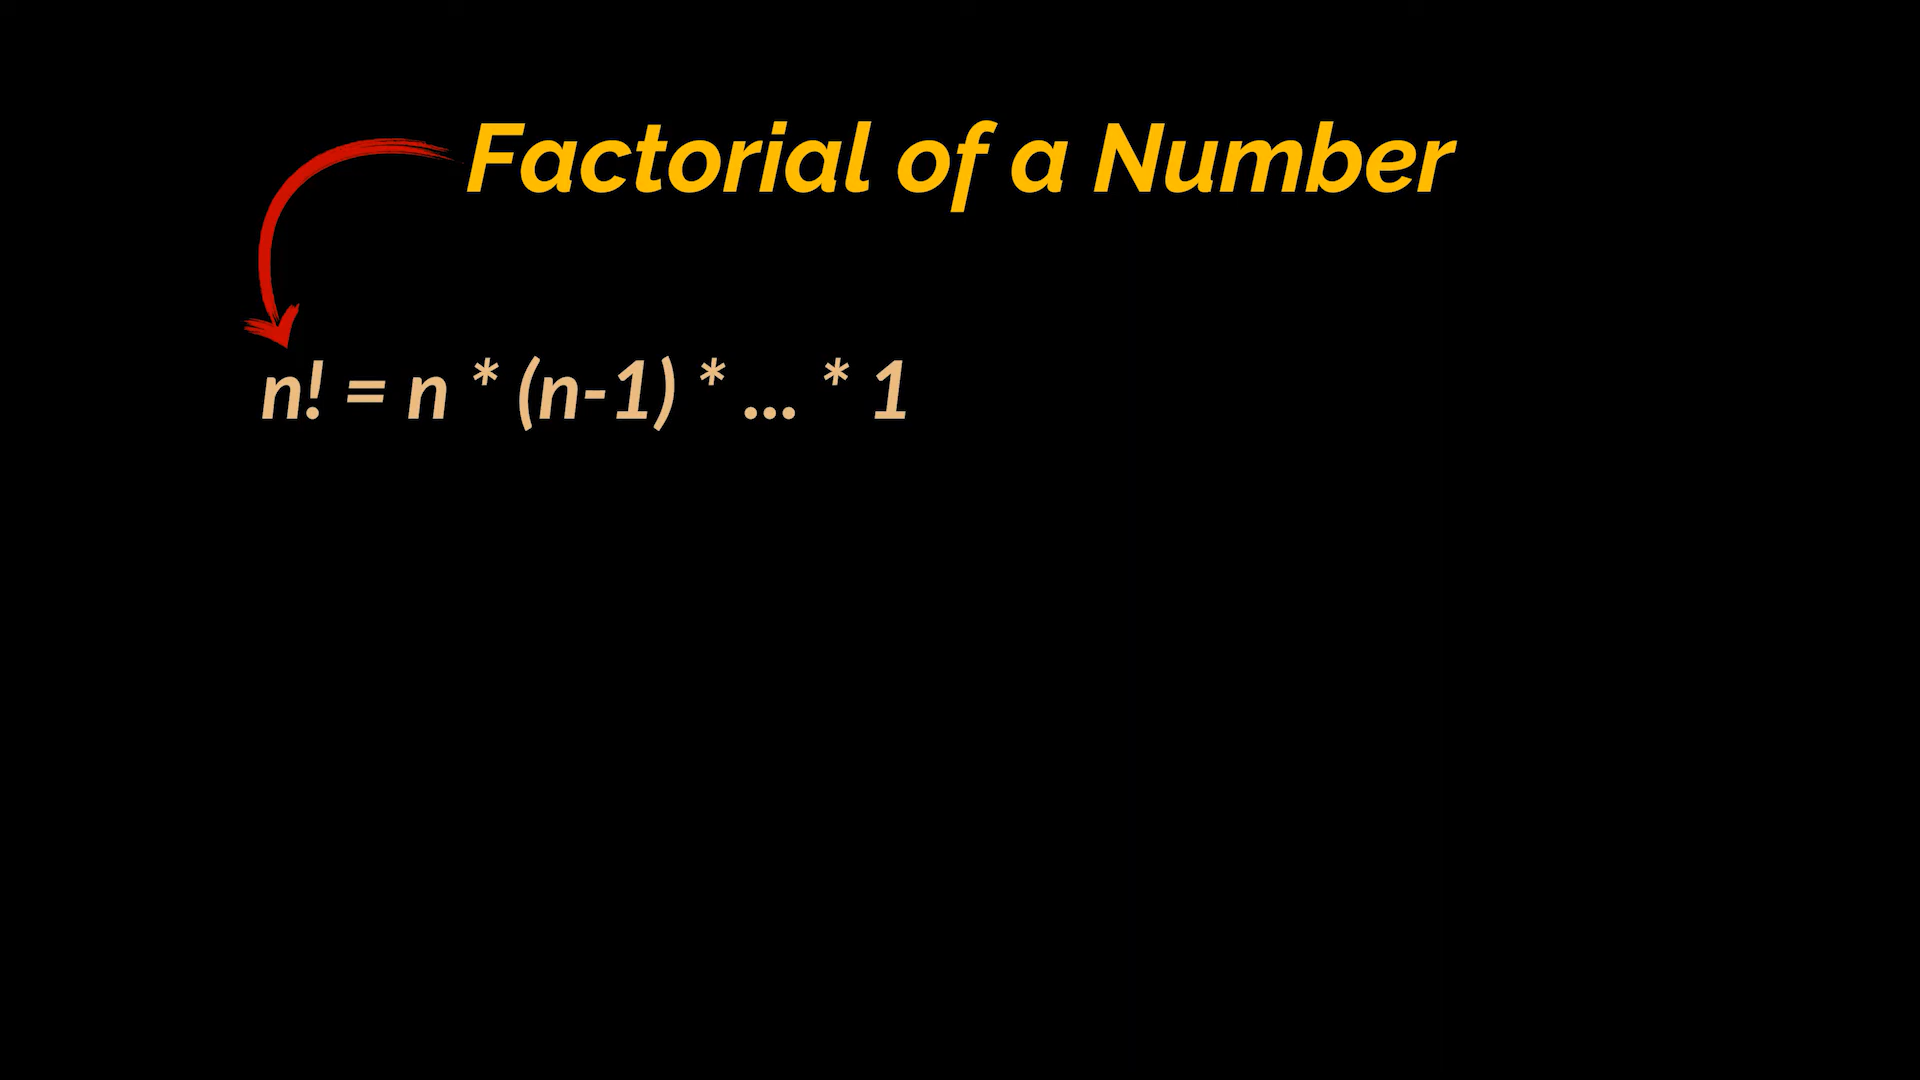 Factorial of a Number
n! = n * (n-1) * ... * 1